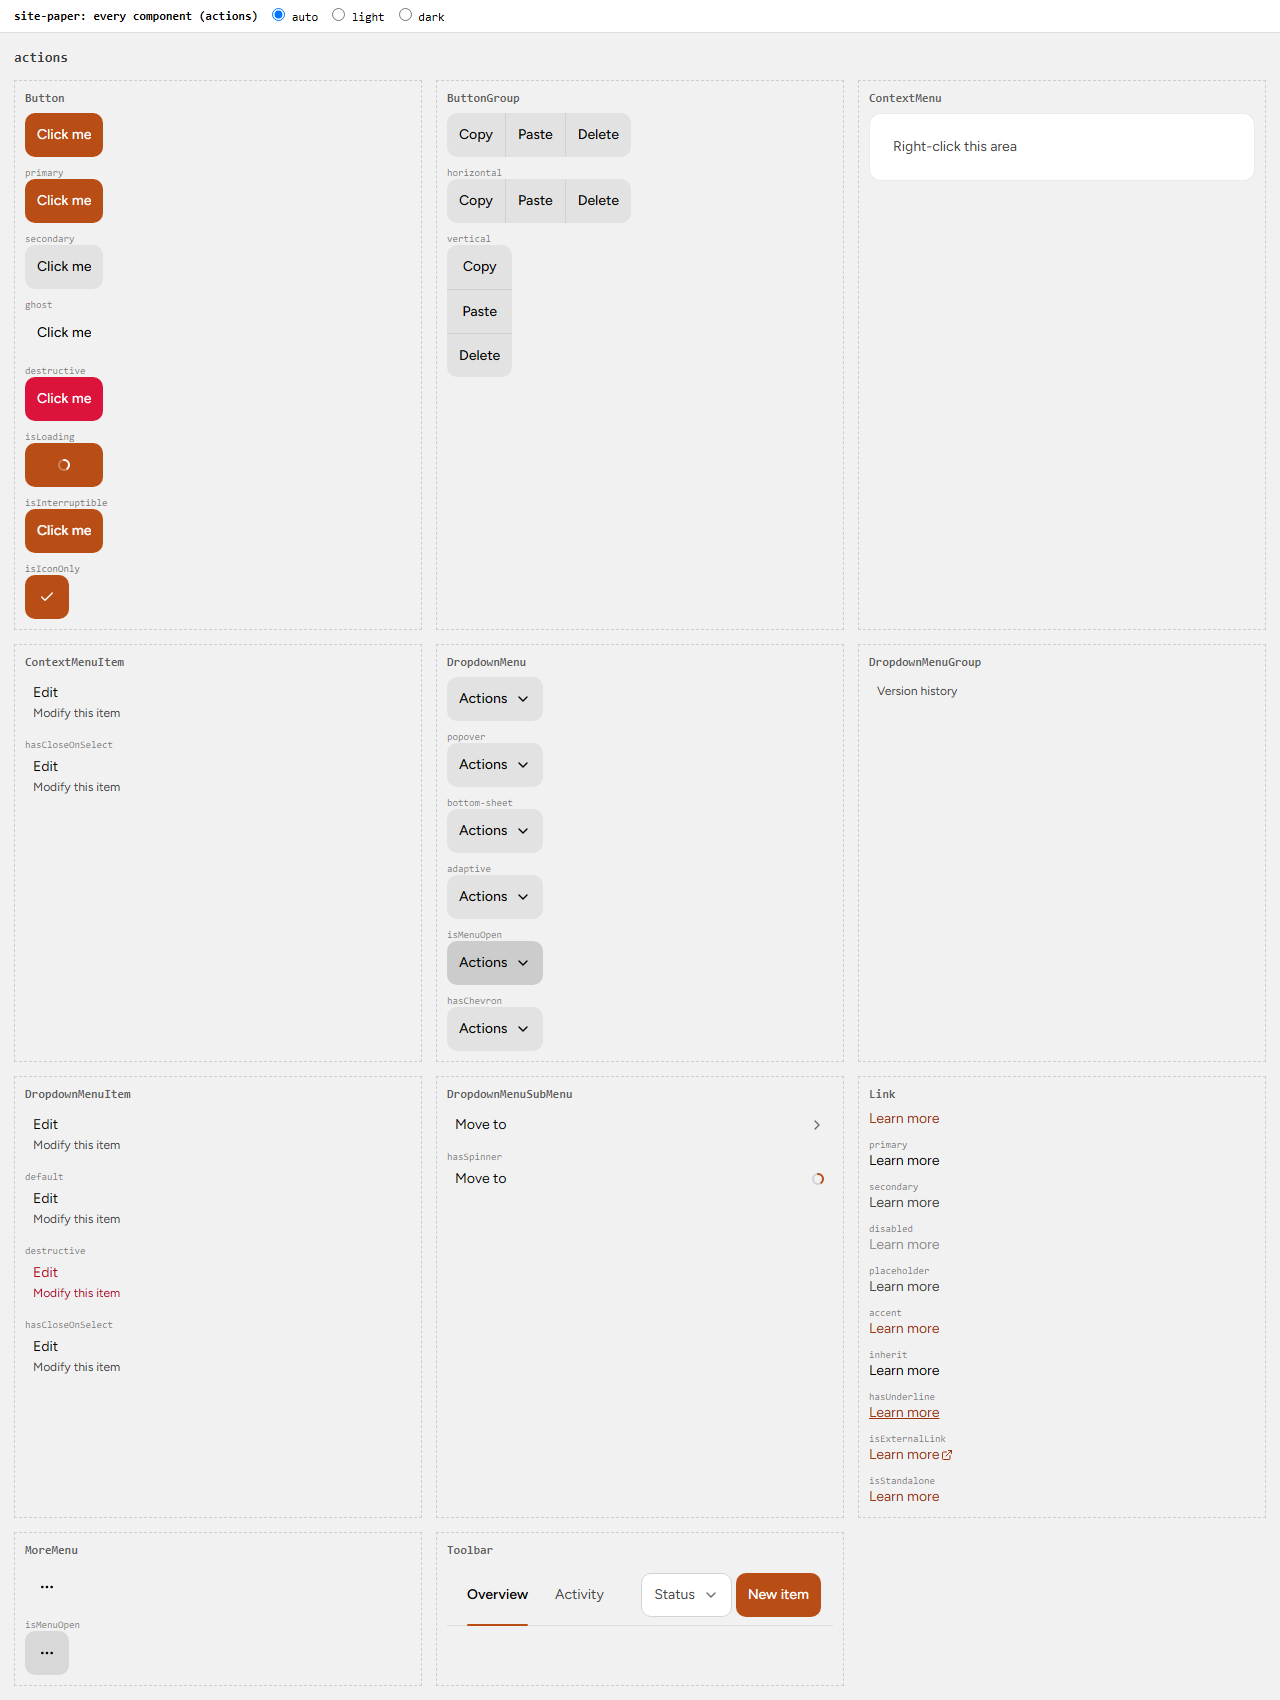 site-paper: every component (actions) auto light dark
actions
Button
Click me
primary
Click me
secondary
Click me
ghost
Click me
destructive
Click me
isLoading
isInterruptible
Click me
isIconOnly
ButtonGroup
Copy Paste Delete
horizontal
Copy Paste Delete
vertical
Copy
Paste
Delete
ContextMenu
Right-click this area
ContextMenuItem
Edit
Modify this item
hasCloseOnSelect
Edit
Modify this item
DropdownMenu
Actions
popover
Actions
bottom-sheet
Actions
adaptive
Actions
isMenuOpen
Actions
hasChevron
Actions
DropdownMenuGroup
Version history
DropdownMenuItem
Edit
Modify this item
default
Edit
Modify this item
destructive
Edit
Modify this item
hasCloseOnSelect
Edit
Modify this item
DropdownMenuSubMenu
Move to
hasSpinner
Move to
Link
Learn more
primary
Learn more
secondary
Learn more
disabled
Learn more
placeholder
Learn more
accent
Learn more
inherit
Learn more
hasUnderline
Learn more
isExternalLink
Learn more
isStandalone
Learn more
MoreMenu
isMenuOpen
Toolbar
Overview Activity Status New item